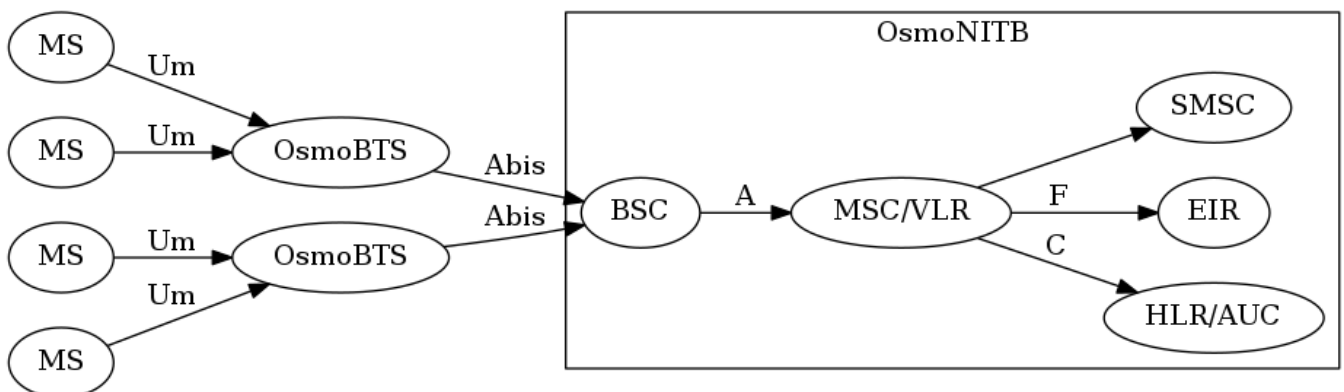 OsmoNITB
MS
Um
MS
Um
OsmoBTS
MS
Um
OsmoBTS
MS
Um
Abis
Abis
BSC
A
MSC/VLR
SMSC
F
EIR
C
HLR/AUC